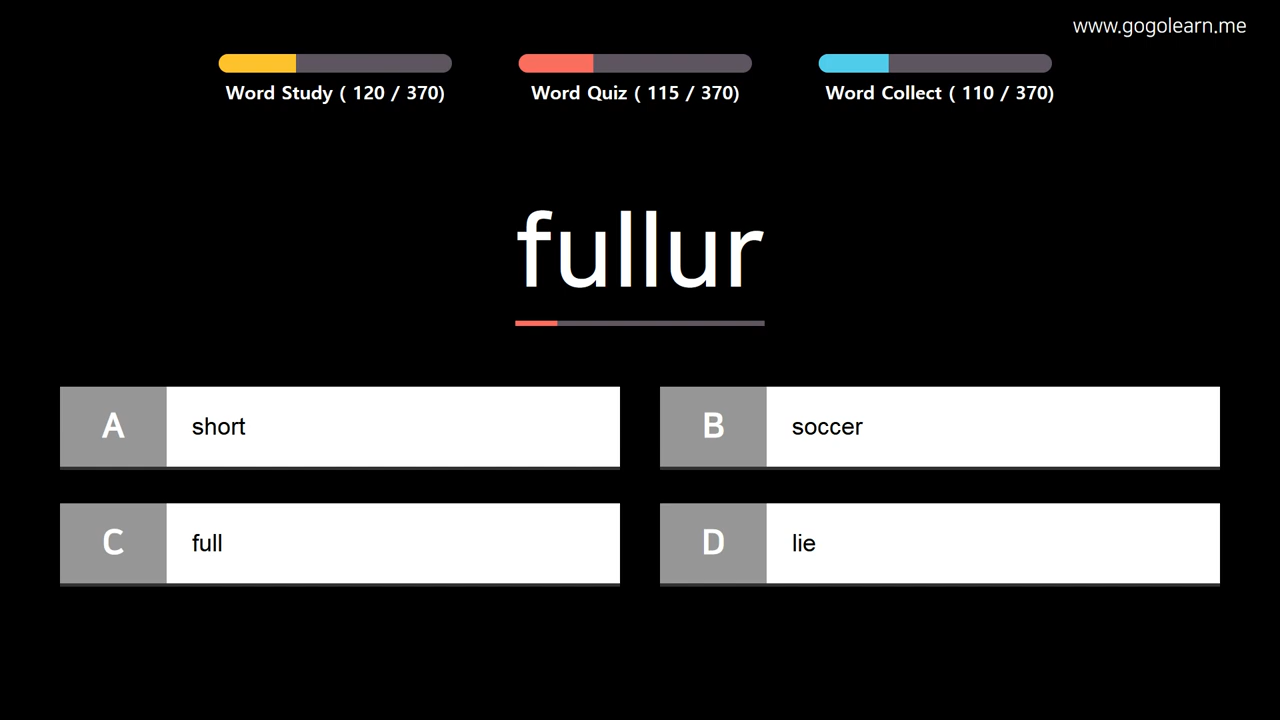 www.gogolearn.me
Word Study ( 120 / 370)
Word Quiz ( 115 / 370)
Word Collect ( 110 / 370)
fullur
A short
B soccer
C full
D lie